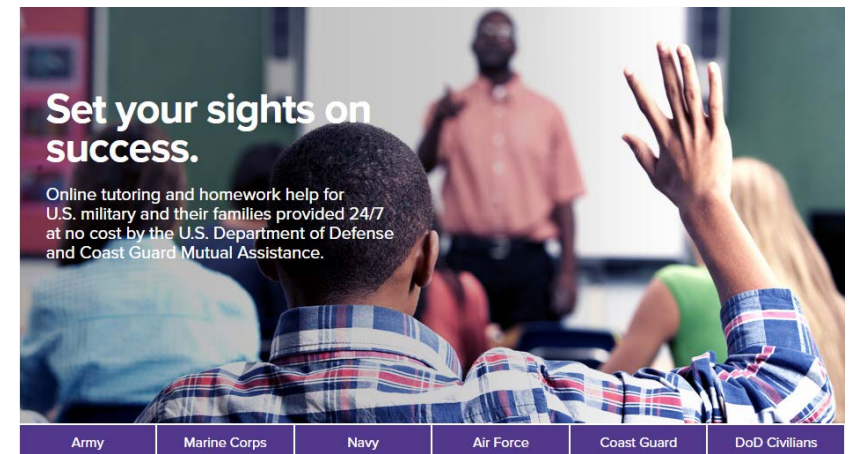 Set your sights on
success.
Online tutoring and homework help for
U.S. military and their families provided 24/7
at no cost by the U.S. Department of Defense
and Coast Guard Mutual Assistance.
Army Marine Corps Navy Air Force Coast Guard DoD Civilians